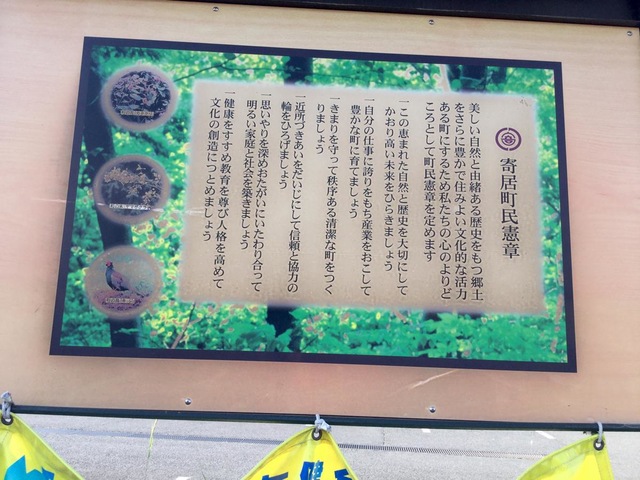 寄居町民憲章
美しい自然と由緒ある歴史をもつ郷土
をさらに豊かで住みよい文化的な活力
ある町にするため私たちの心のよりど
ころとして町民憲章を定めます
一この恵まれた自然と歴史を大切にして
かおり高い未来をひらきましょう
一自分の仕事に誇りをもち産業をおこして
豊かな町に育てましょう
一きまりを守って秩序ある清潔な町をつく
りましょう
一近所づきあいをだいじにして信頼と協力の
輪をひろげましょう
一思いやりを深めおたがいにいたわり合って
明るい家庭と社会を築きましょう
一健康をすすめ教育を尊び人格を高めて
文化の創造につとめましょう